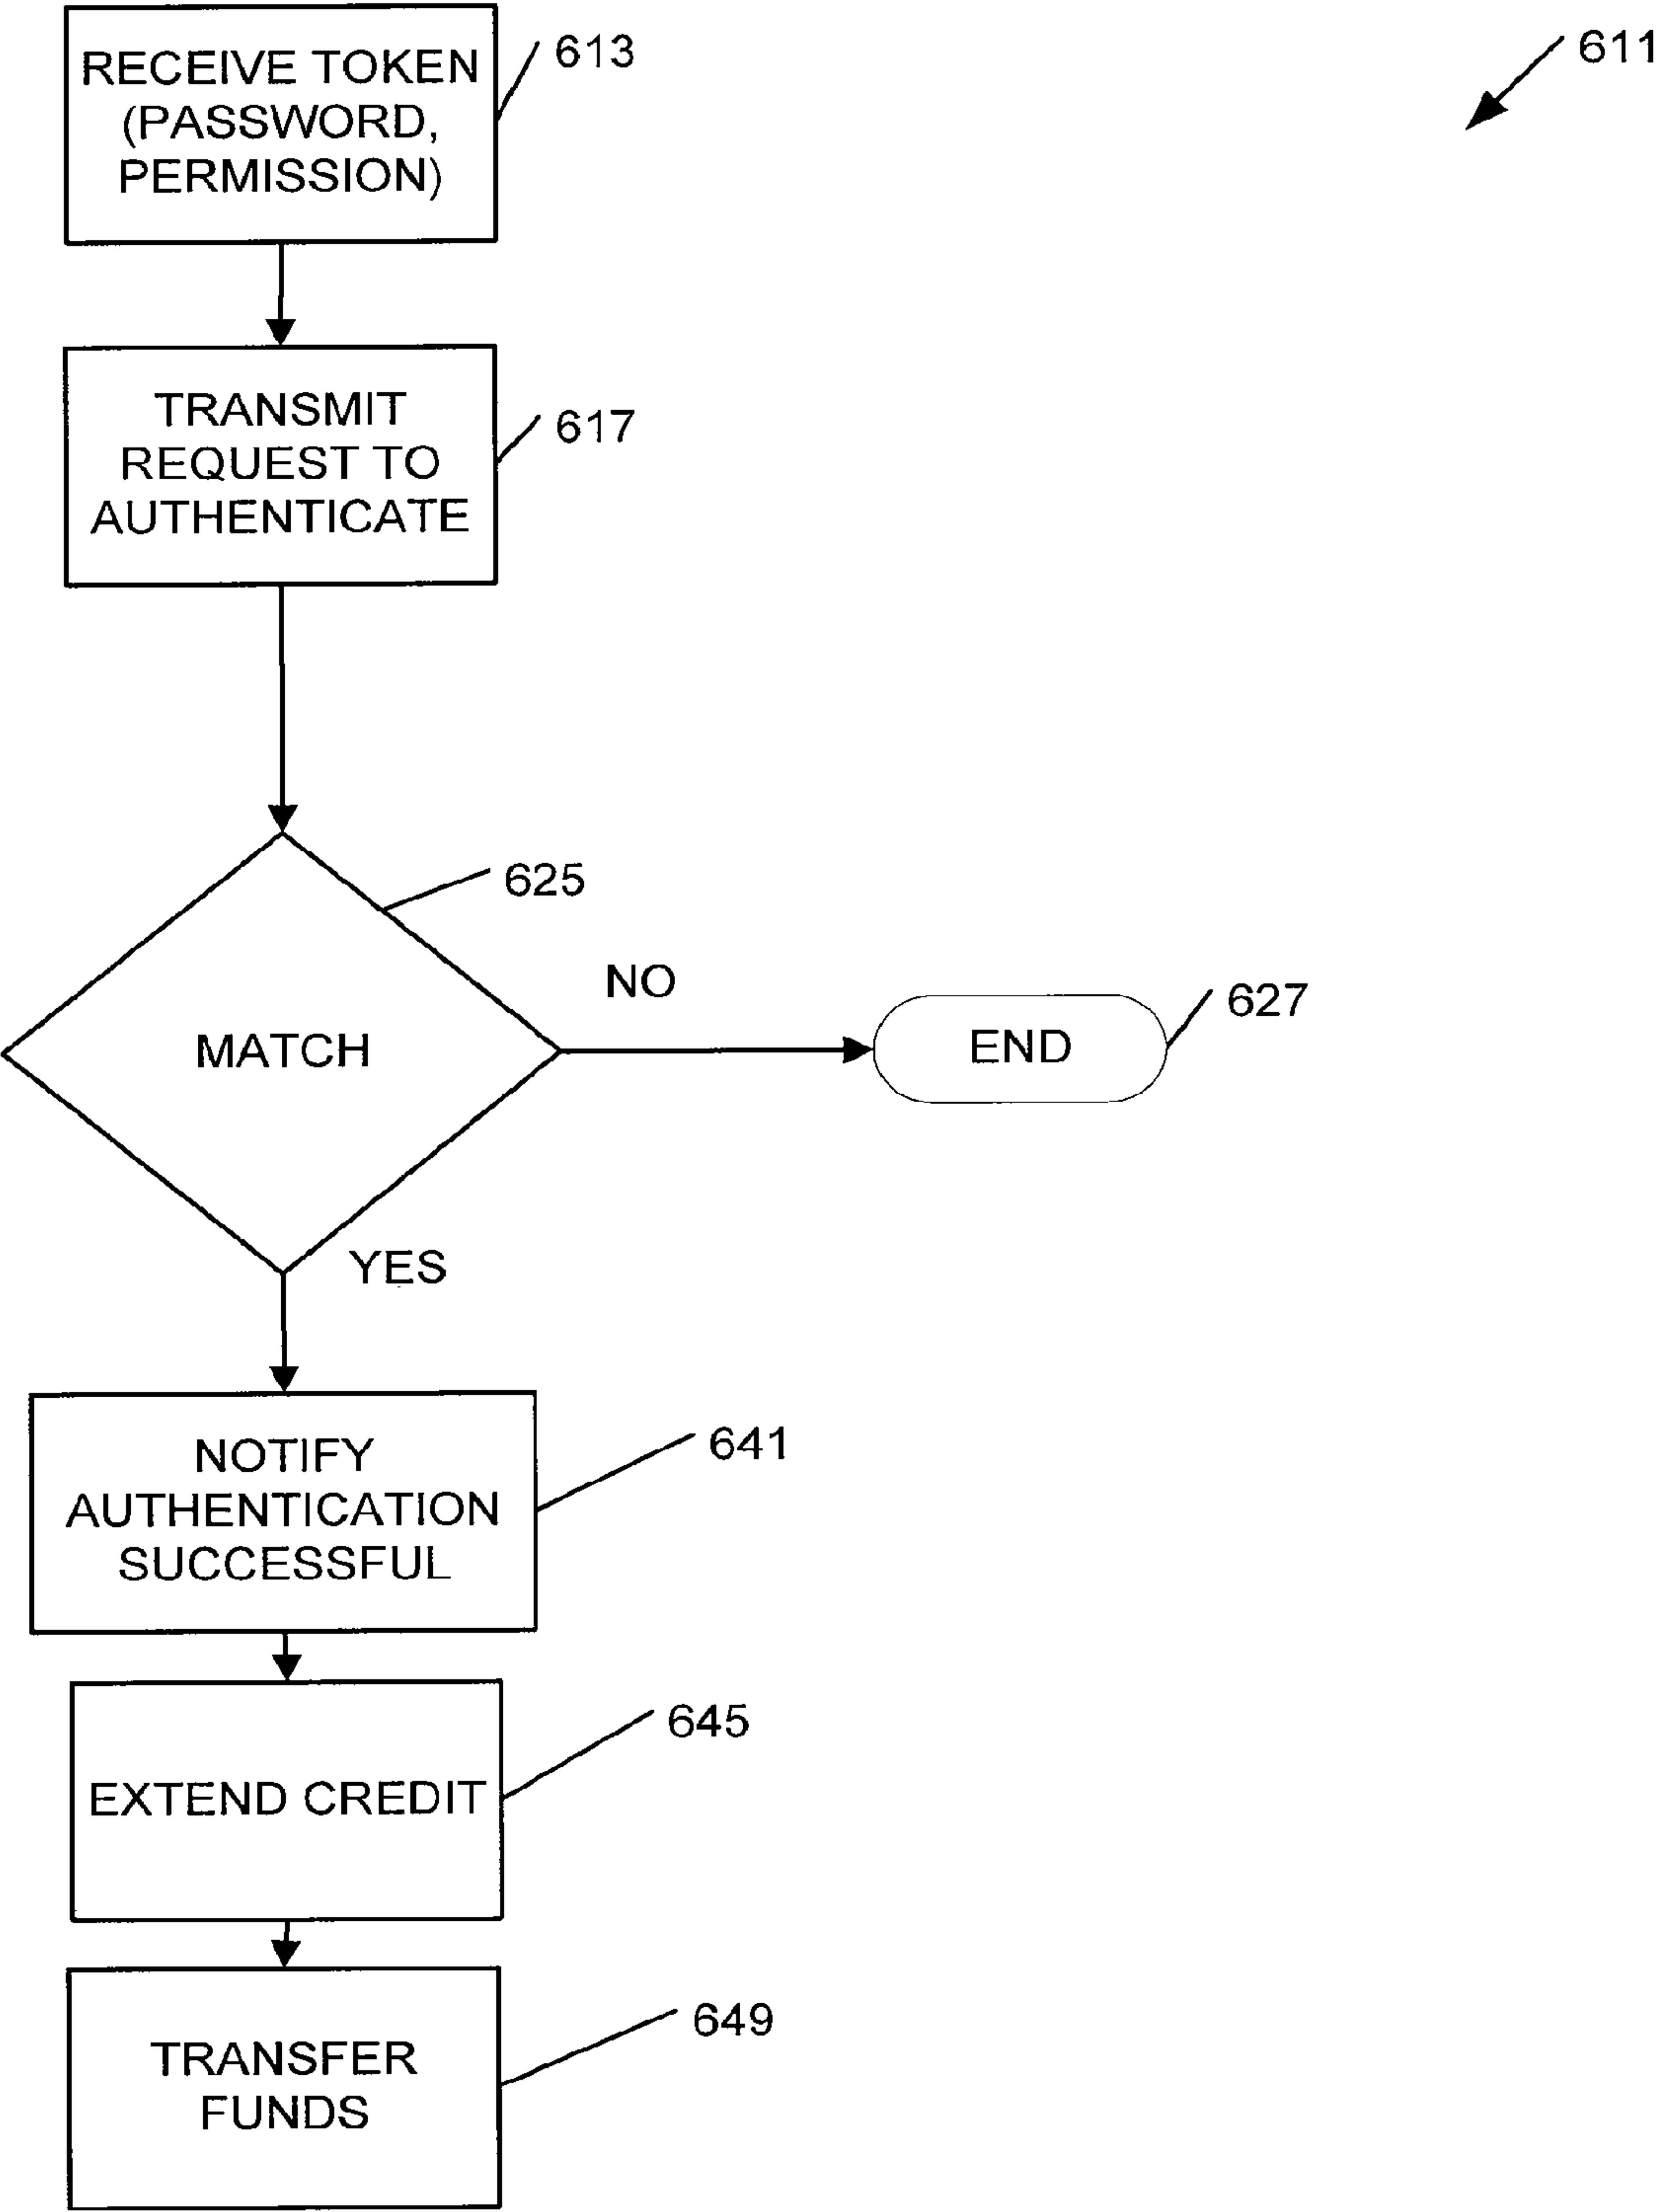 RECEIVE TOKEN
(PASSWORD,
PERMISSION)
613
611
TRANSMIT
REQUEST TO
AUTHENTICATE
617
625
MATCH
NO
END
627
YES
NOTIFY
AUTHENTICATION
SUCCESSFUL
641
EXTEND CREDIT
645
TRANSFER
FUNDS
649